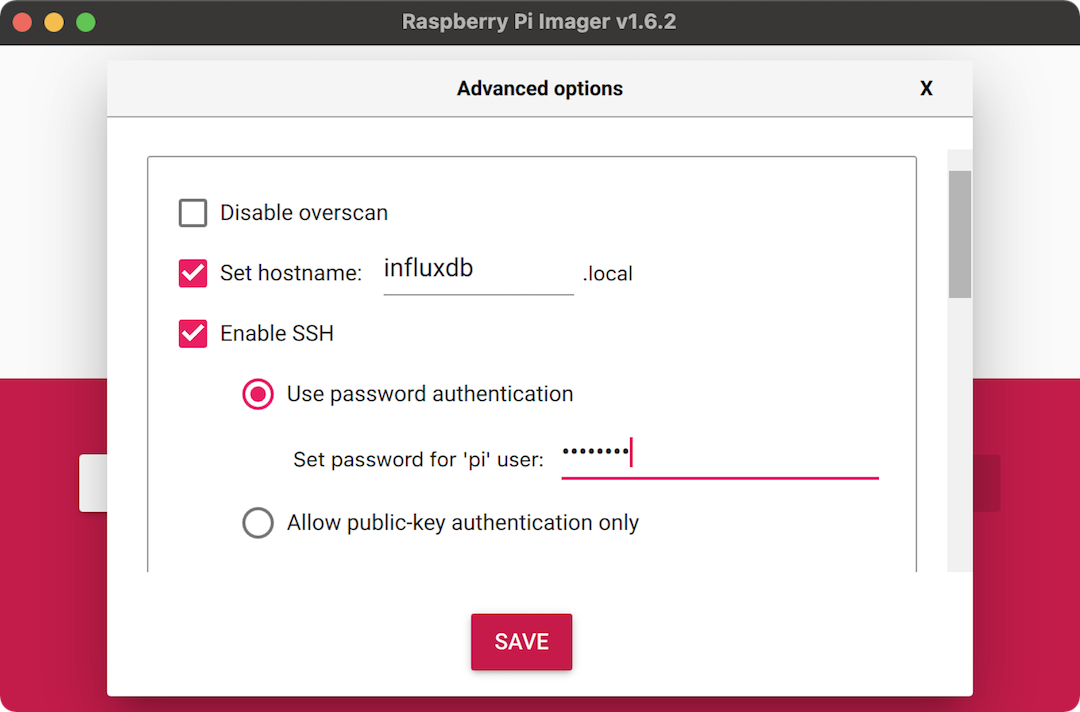 Raspberry Pi Imager v1.6.2
Advanced options X
Disable overscan
Set hostname: influxdb .local
Enable SSH
Use password authentication
Set password for 'pi' user: ••••••••
Allow public-key authentication only
SAVE